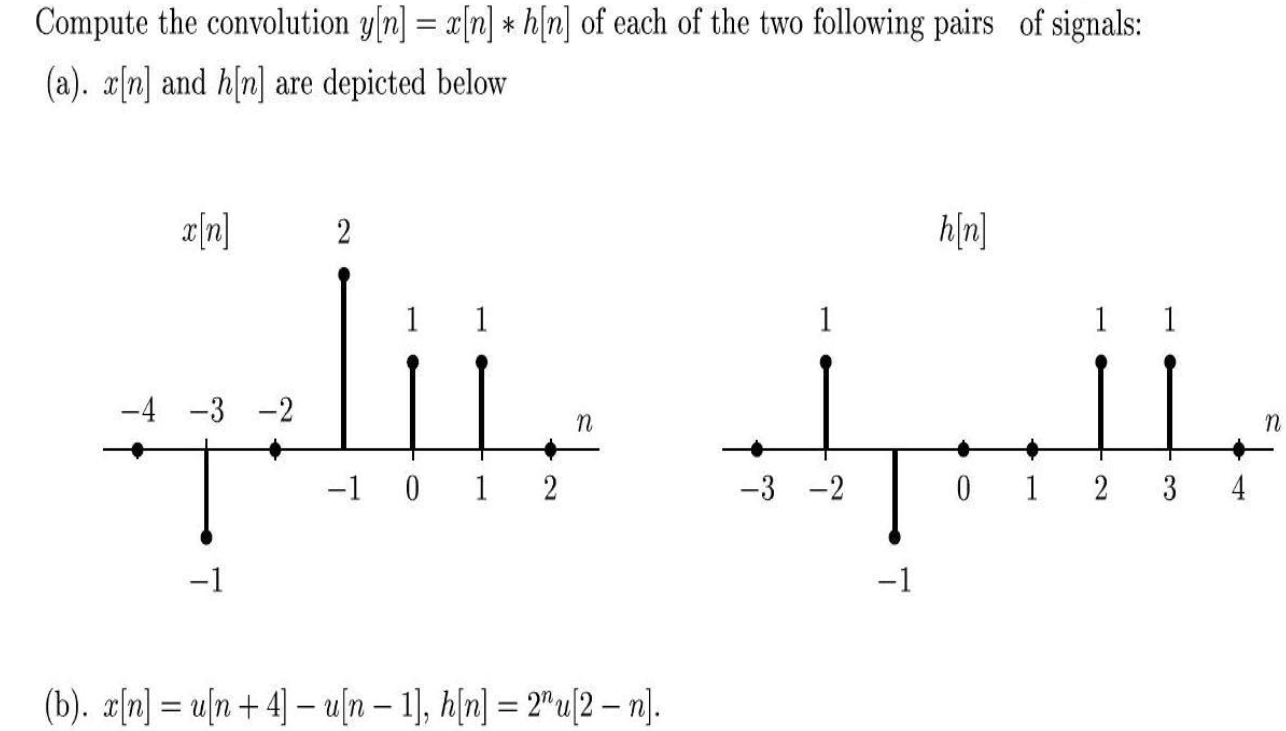 Compute the convolution y[n] = x[n] ∗ h[n] of each of the two following pairs of signals:
(a). x[n] and h[n] are depicted below
x[n] 2 h[n]
1 1 1 1 1
−4 −3 −2 n n
−1 0 1 2 −3 −2 0 1 2 3 4
−1 −1
(b). x[n] = u[n + 4] − u[n − 1], h[n] = 2ⁿu[2 − n].